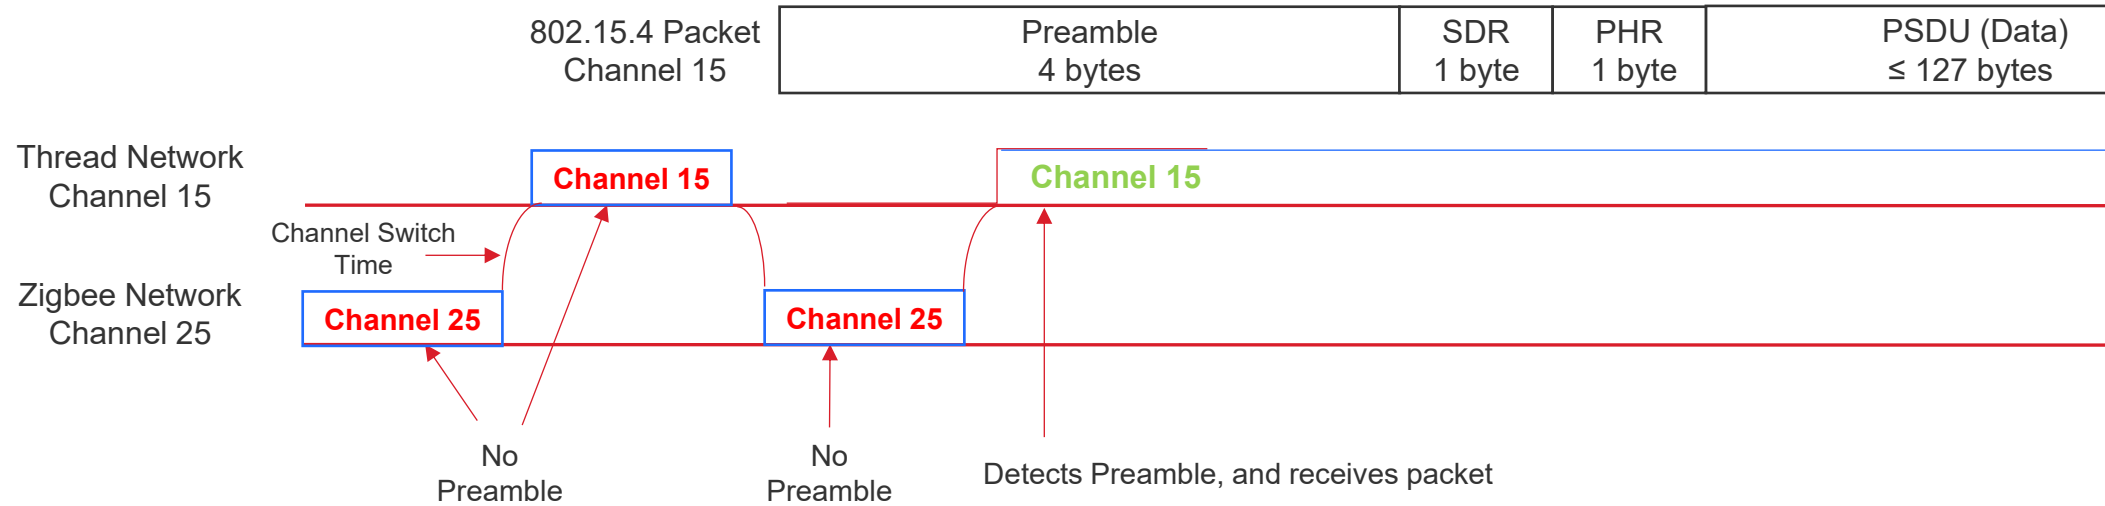 802.15.4 Packet
Channel 15
Preamble
4 bytes
SDR
1 byte
PHR
1 byte
PSDU (Data)
≤ 127 bytes
Thread Network
Channel 15
Channel 15
Channel 15
Channel Switch
Time
Zigbee Network
Channel 25
Channel 25
Channel 25
No
Preamble
No
Preamble
Detects Preamble, and receives packet